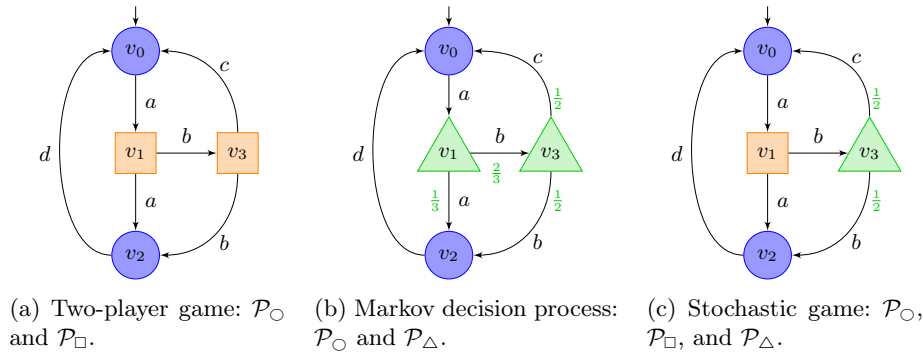 v₀
a
c
v₁
b
v₃
d
a
b
v₂
(a) Two-player game: 𝒫○
and 𝒫□.
v₀
a
c
1/2
v₁
b
v₃
d
2/3
1/3
a
1/2
b
v₂
(b) Markov decision process:
𝒫○ and 𝒫△.
v₀
a
c
1/2
v₁
b
v₃
d
a
1/2
b
v₂
(c) Stochastic game: 𝒫○,
𝒫□, and 𝒫△.